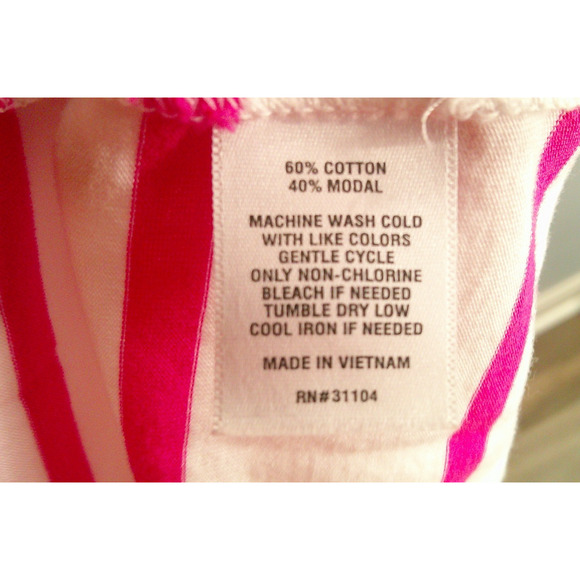 60% COTTON
40% MODAL
MACHINE WASH COLD
WITH LIKE COLORS
GENTLE CYCLE
ONLY NON-CHLORINE
BLEACH IF NEEDED
TUMBLE DRY LOW
COOL IRON IF NEEDED
MADE IN VIETNAM
RN#31104